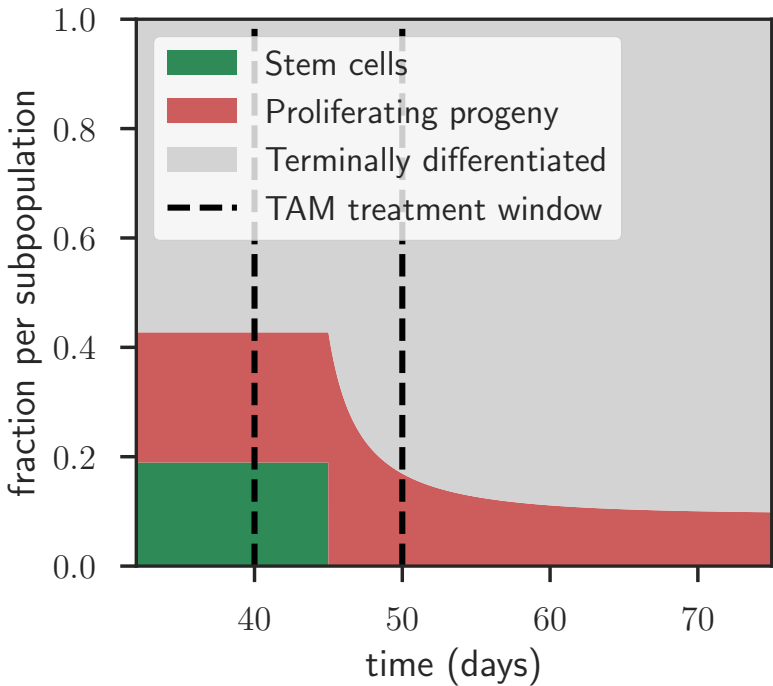 1.0
0.8
0.6
0.4
0.2
0.0
fraction per subpopulation
Stem cells
Proliferating progeny
Terminally differentiated
TAM treatment window
40
50
60
70
time (days)